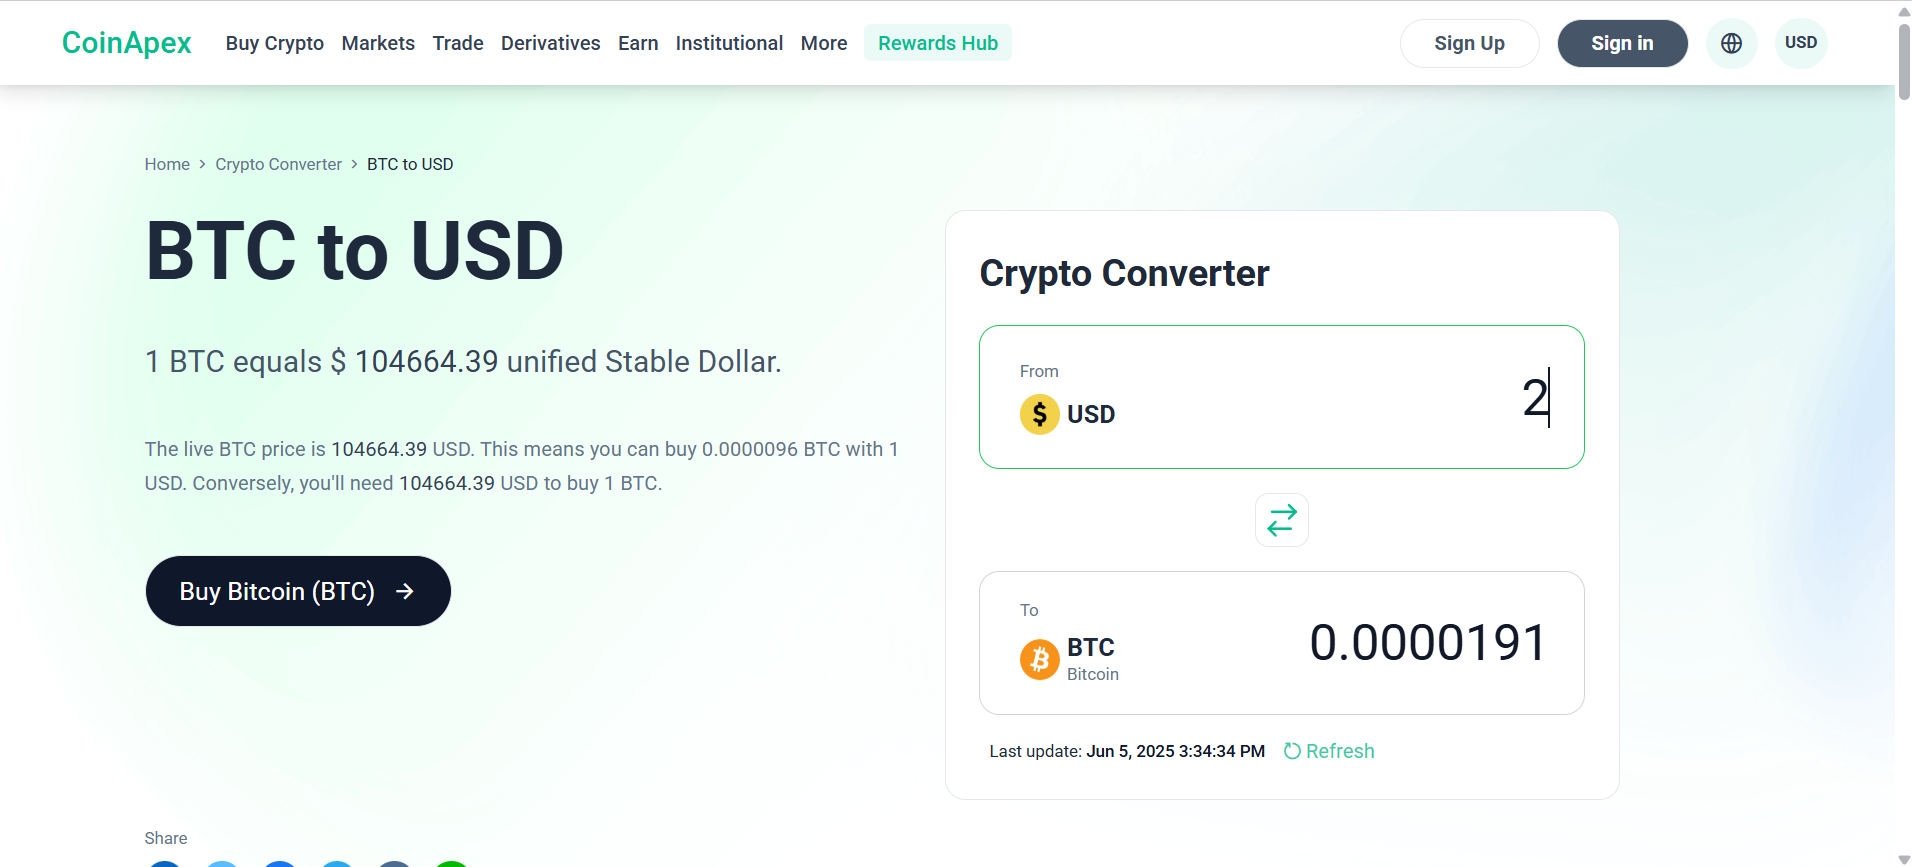 CoinApex Buy Crypto Markets Trade Derivatives Earn Institutional More Rewards Hub Sign Up Sign in USD
Home > Crypto Converter > BTC to USD
BTC to USD
1 BTC equals $ 104664.39 unified Stable Dollar.
The live BTC price is 104664.39 USD. This means you can buy 0.0000096 BTC with 1
USD. Conversely, you'll need 104664.39 USD to buy 1 BTC.
Buy Bitcoin (BTC) →
Crypto Converter
From
$ USD 2
To
BTC 0.0000191
Bitcoin
Last update: Jun 5, 2025 3:34:34 PM Refresh
Share